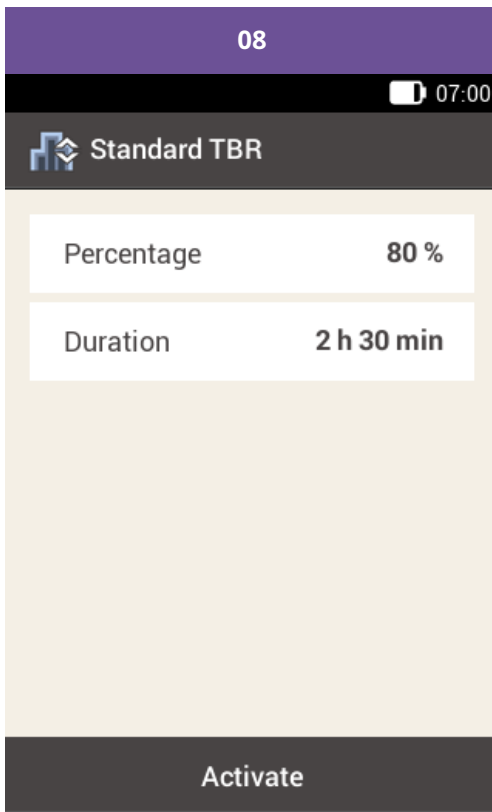 08
07:00
Standard TBR
Percentage 80 %
Duration 2 h 30 min
Activate